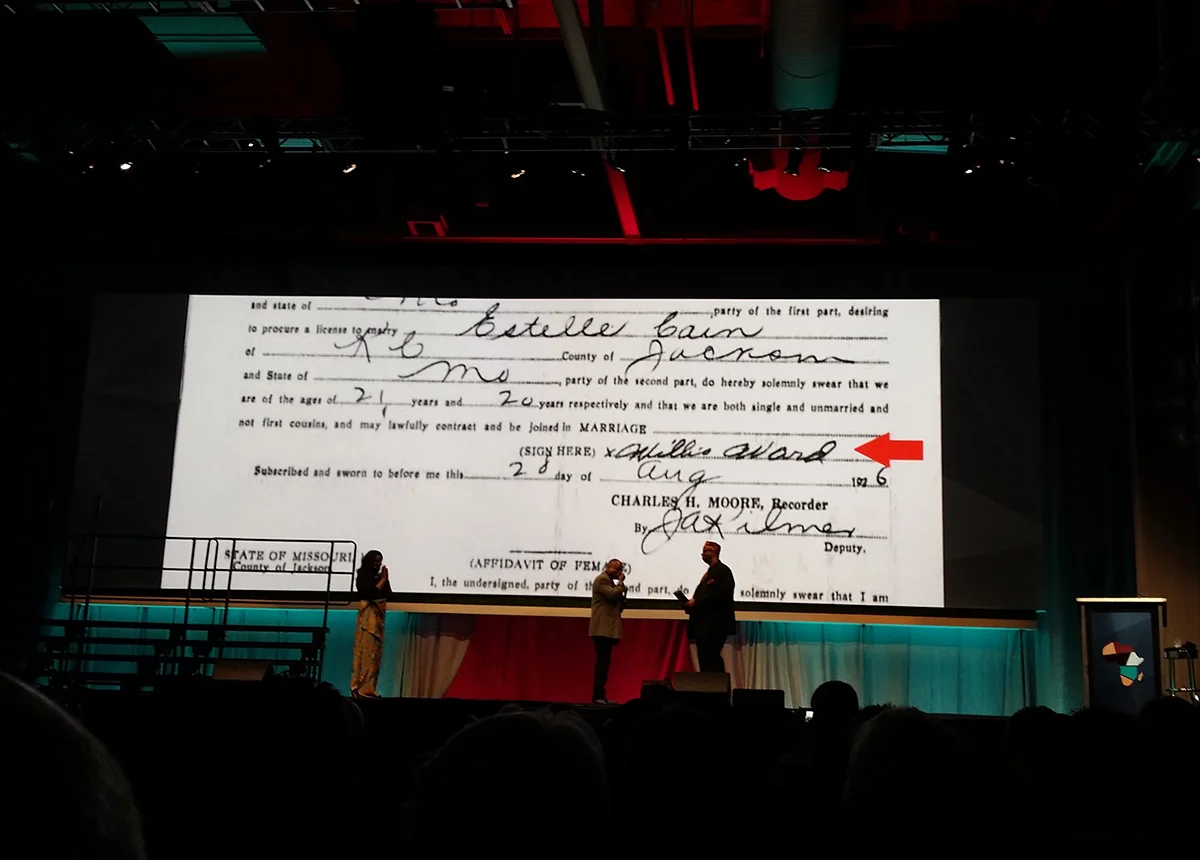 and state of Mo , party of the first part, desiring
to procure a license to marry Estelle Cain
of K C County of Jackson
and State of Mo , party of the second part, do hereby solemnly swear that we
are of the ages of 21 years and 20 years respectively and that we are both single and unmarried and
not first cousins, and may lawfully contract and be joined in MARRIAGE
(SIGN HERE) x Willis Ward
Subscribed and sworn to before me this 28 day of Aug 1926
CHARLES H. MOORE, Recorder
By
Deputy.
STATE OF MISSOURI
County of Jackson
(AFFIDAVIT OF FEMALE)
I, the undersigned, party of the second part, do solemnly swear that I am